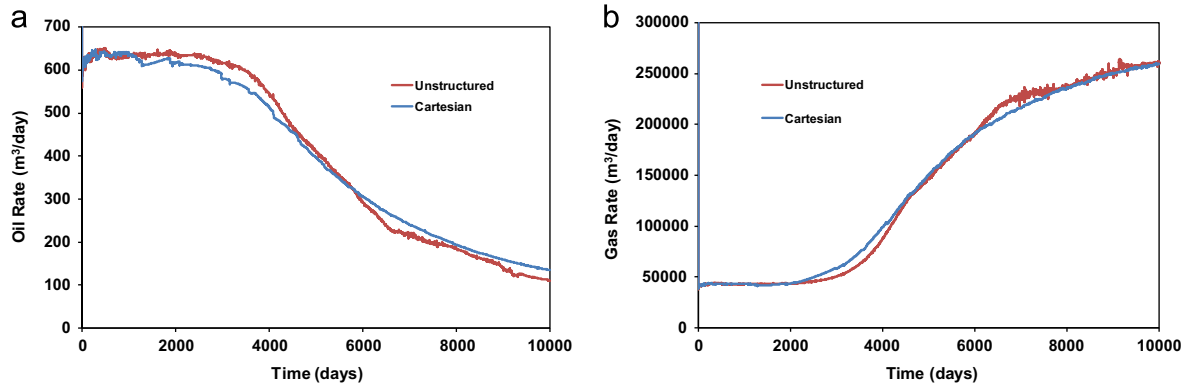 a
700
600
500
400
300
200
100
0
Oil Rate (m³/day)
Unstructured
Cartesian
0 2000 4000 6000 8000 10000
Time (days)
b
300000
250000
200000
150000
100000
50000
0
Gas Rate (m³/day)
Unstructured
Cartesian
0 2000 4000 6000 8000 10000
Time (days)